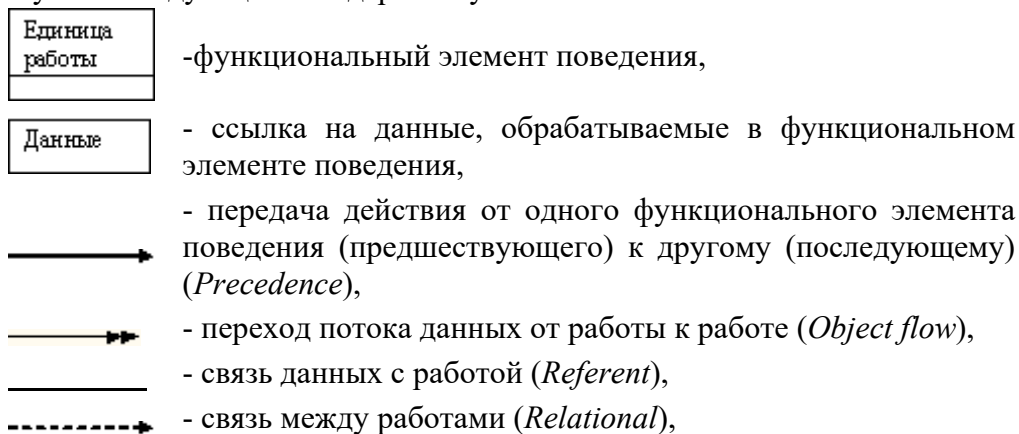 Единица
работы
-функциональный элемент поведения,
Данные
- ссылка на данные, обрабатываемые в функциональном
элементе поведения,
- передача действия от одного функционального элемента
поведения (предшествующего) к другому (последующему)
(Precedence),
- переход потока данных от работы к работе (Object flow),
- связь данных с работой (Referent),
- связь между работами (Relational),